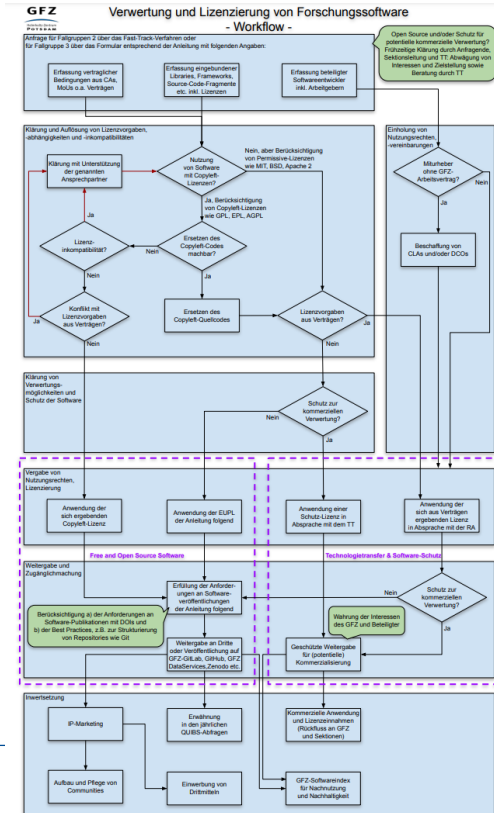 GFZ
POTSDAM
Verwertung und Lizenzierung von Forschungssoftware
- Workflow -
Anfrage für Fallgruppen 2 über das Fast-Track-Verfahren oder
für Fallgruppe 3 über das Formular entsprechend der Anleitung mit folgenden Angaben:
Open Source und/oder Schutz für
potentielle kommerzielle Verwertung?
Frühzeitige Klärung durch Anfragende,
Sektionsleitung und TT: Abwägung von
Interessen und Zielstellung sowie
Beratung durch TT
Erfassung vertraglicher
Bedingungen aus CAs,
MoUs o.a. Verträgen
Erfassung eingebundener
Libraries, Frameworks,
Source-Code-Fragmente
etc. inkl. Lizenzen
Erfassung beteiligter
Softwareentwickler
inkl. Arbeitgebern
Klärung und Auflösung von Lizenzvorgaben,
-abhängigkeiten und -inkompatibilitäten
Einholung von
Nutzungsrechten,
-vereinbarungen
Klärung mit Unterstützung
der genannten
Ansprechpartner
Nutzung
von Software
mit Copyleft-
Lizenzen?
Nein, aber Berücksichtigung
von Permissive-Lizenzen
wie MIT, BSD, Apache 2
Miturheber
ohne GFZ-
Arbeitsvertrag?
Nein
Ja
Ja, Berücksichtigung
von Copyleft-Lizenzen
wie GPL, EPL, AGPL
Ja
Lizenz-
inkompatibilität?
Nein
Ersetzen des
Copyleft-Codes
machbar?
Beschaffung von
CLAs und/oder DCOs
Nein
Ja
Konflikt mit
Lizenzvorgaben
aus Verträgen?
Ersetzen des
Copyleft-Quellcodes
Lizenzvorgaben
aus Verträgen?
Ja
Ja
Nein
Nein
Klärung von
Verwertungs-
möglichkeiten und
Schutz der Software
Nein
Schutz zur
kommerziellen
Verwertung?
Ja
Vergabe von
Nutzungsrechten,
Lizenzierung
Anwendung der
sich ergebenden
Copyleft-Lizenz
Anwendung der EUPL
der Anleitung folgend
Anwendung einer
Schutz-Lizenz in
Absprache mit dem TT
Anwendung der
sich aus Verträgen
ergebenden Lizenz
in Absprache mit der RA
Free and Open Source Software
Technologietransfer & Software-Schutz
Weitergabe und
Zugänglichmachung
Erfüllung der Anforder-
ungen an Software-
veröffentlichungen
der Anleitung folgend
Nein
Schutz zur
kommerziellen
Verwertung?
Berücksichtigung a) der Anforderungen an
Software-Publikationen mit DOIs und
b) der Best Practices, z.B. zur Strukturierung
von Repositories wie Git
Wahrung der Interessen
des GFZ und Beteiligter
Ja
Weitergabe an Dritte
oder Veröffentlichung auf
GFZ-GitLab, GitHub, GFZ
DataServices,Zenodo etc.
Geschützte Weitergabe
für (potentielle)
Kommerzialisierung
Inwertsetzung
IP-Marketing
Erwähnung
in den jährlichen
QUIBS-Abfragen
Kommerzielle Anwendung
und Lizenzeinnahmen
(Rückfluss an GFZ
und Sektionen)
Aufbau und Pflege von
Communities
Einwerbung von
Drittmitteln
GFZ-Softwareindex
für Nachnutzung
und Nachhaltigkeit